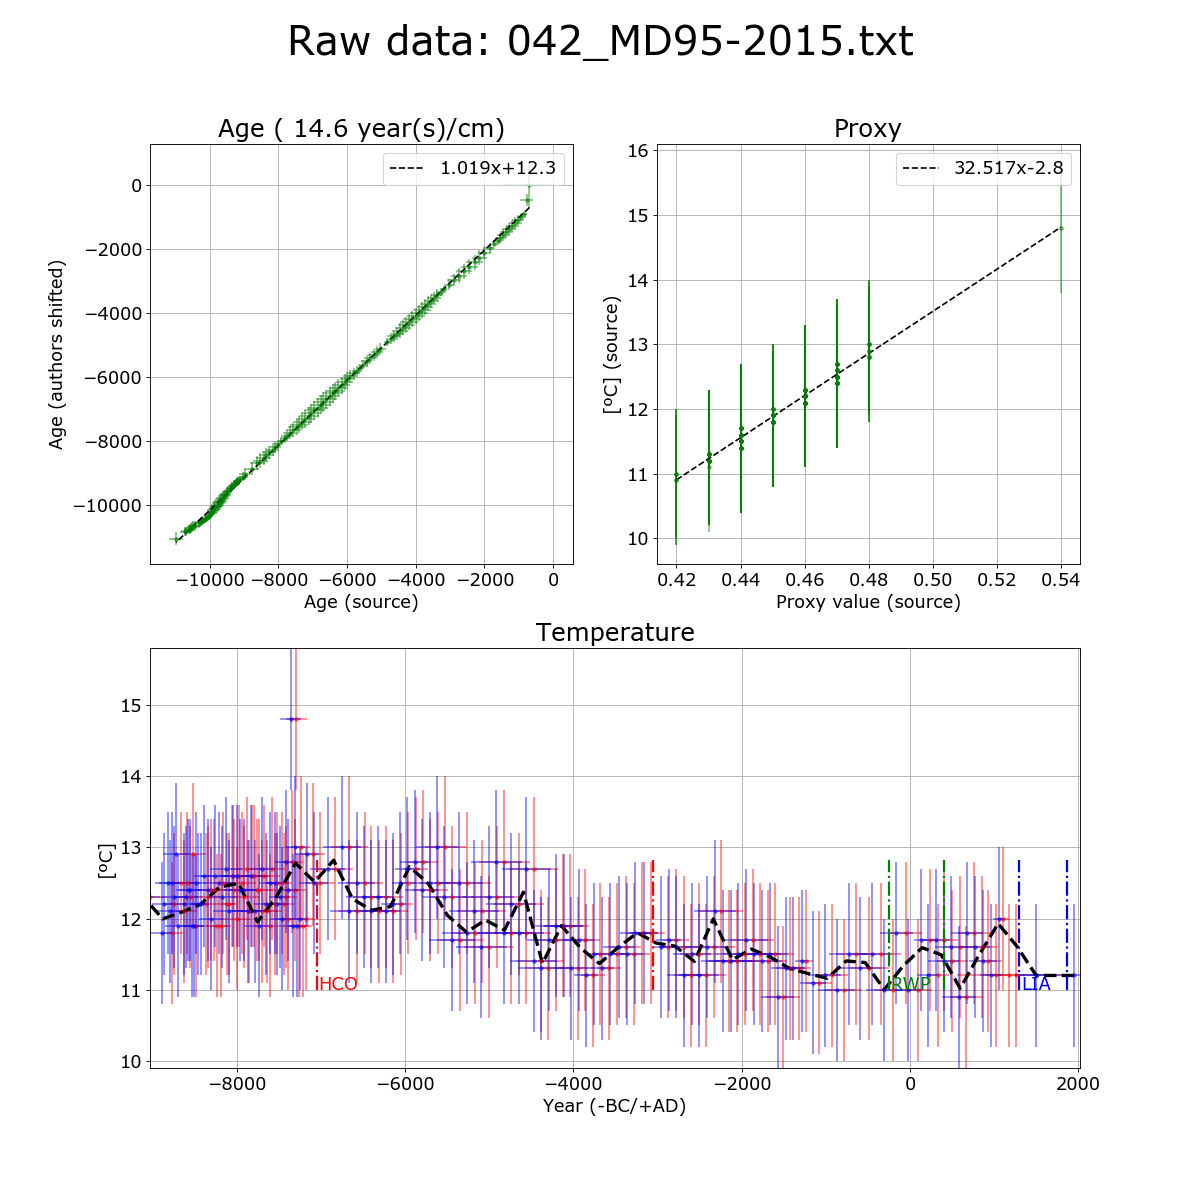 Raw data: 042_MD95-2015.txt
Age ( 14.6 year(s)/cm)
1.019x+12.3
0
−2000
−4000
−6000
−8000
−10000
Age (authors shifted)
−10000 −8000 −6000 −4000 −2000 0
Age (source)
Proxy
32.517x-2.8
16
15
14
13
12
11
10
[ºC] (source)
0.42 0.44 0.46 0.48 0.50 0.52 0.54
Proxy value (source)
Temperature
15
14
13
12
11
10
[ºC]
HCO
RWP
LIA
−8000 −6000 −4000 −2000 0 2000
Year (-BC/+AD)